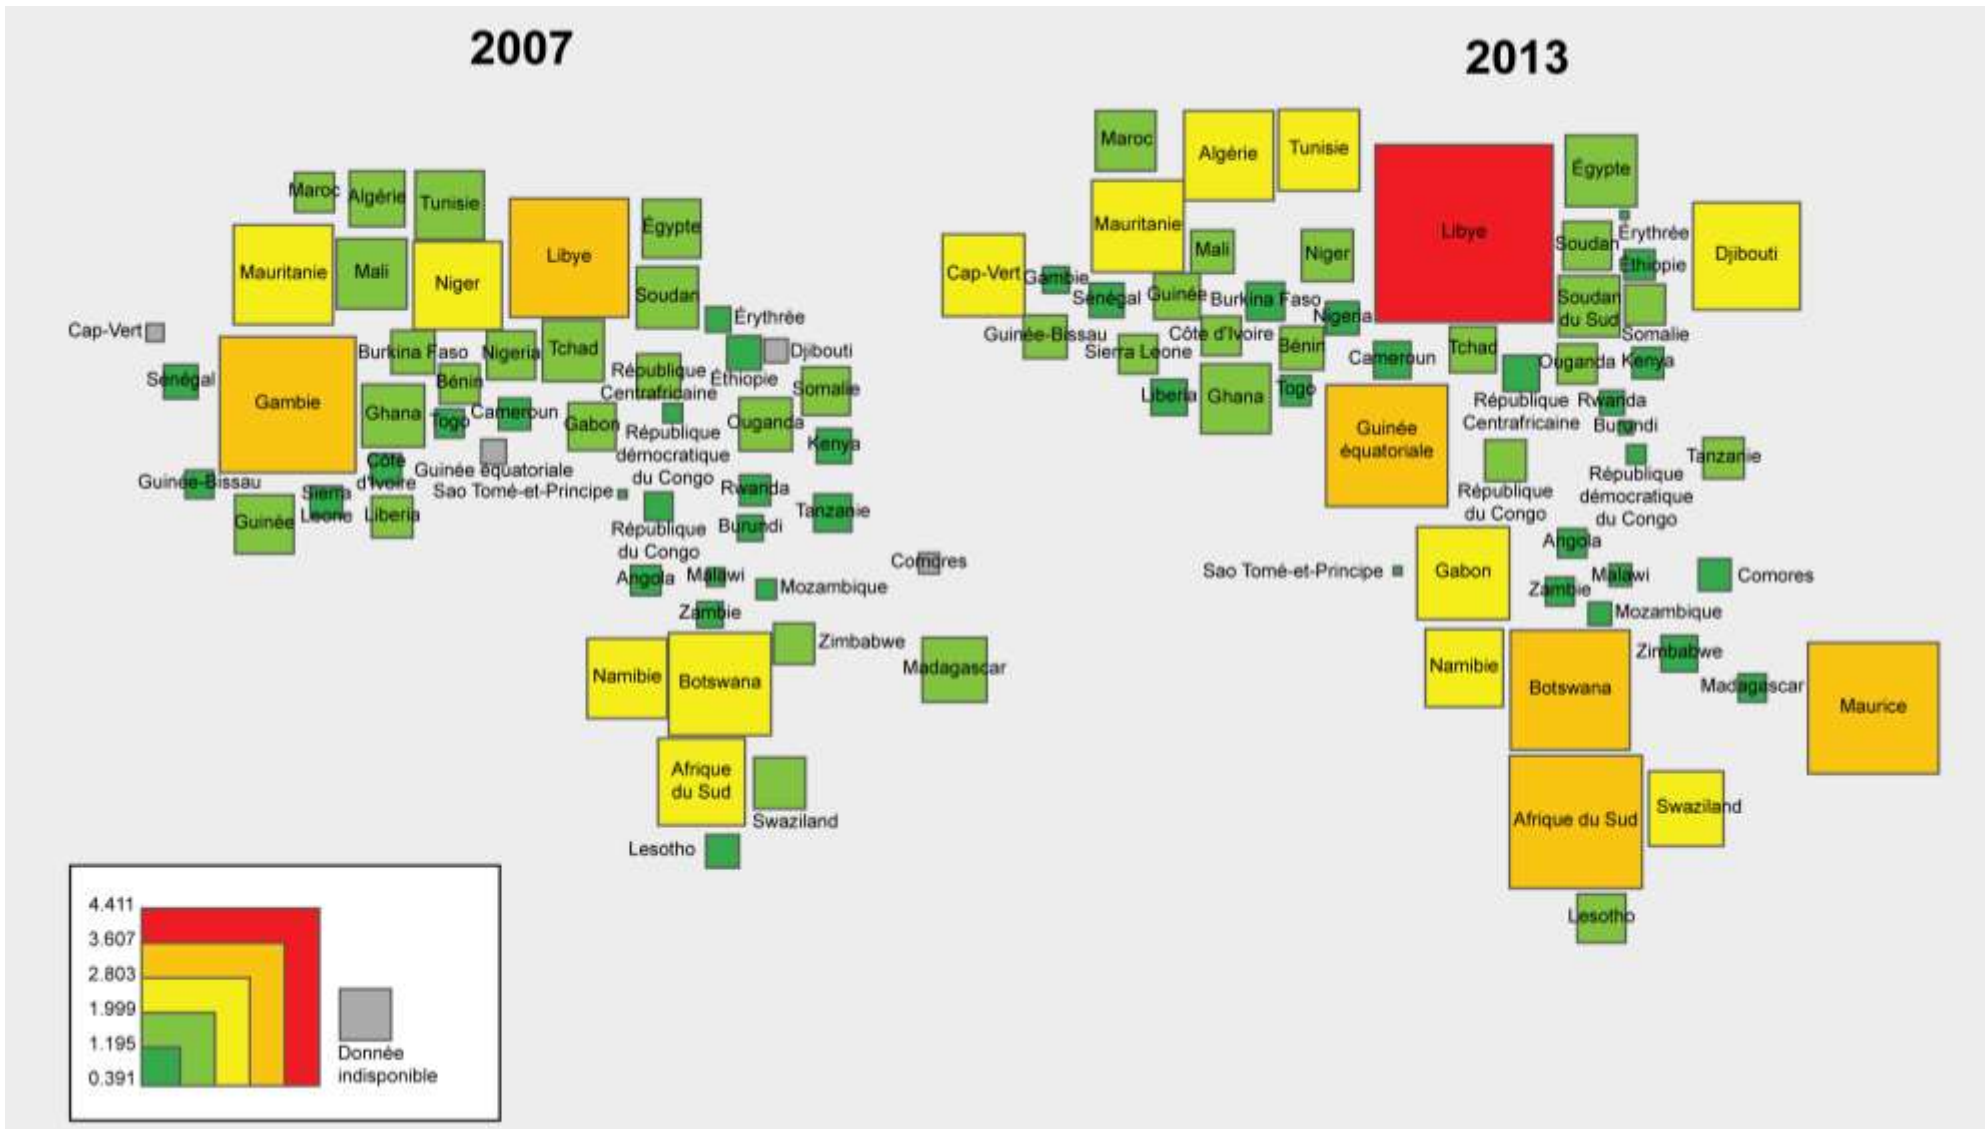 2007
Maroc
Algérie
Tunisie
Mauritanie
Mali
Niger
Libye
Égypte
Soudan
Érythrée
Cap-Vert
Sénégal
Gambie
Burkina Faso
Nigeria
Tchad
République
Centrafricaine
Éthiopie
Djibouti
Somalie
Bénin
Ghana
Togo
Cameroun
Gabon
Ouganda
République
démocratique
du Congo
Kenya
Guinée équatoriale
Guinée-Bissau
Côte
d'Ivoire
Sao Tomé-et-Principe
Rwanda
Sierra
Leone
Guinée
Liberia
République
du Congo
Burundi
Tanzanie
Comores
Angola
Malawi
Mozambique
Zambie
Zimbabwe
Namibie
Botswana
Madagascar
Afrique
du Sud
Swaziland
Lesotho
4.411
3.607
2.803
1.999
1.195
0.391
Donnée
indisponible
2013
Maroc
Algérie
Tunisie
Libye
Égypte
Mauritanie
Mali
Niger
Érythrée
Soudan
Djibouti
Éthiopie
Cap-Vert
Gambie
Sénégal
Guinée
Burkina Faso
Nigeria
Soudan
du Sud
Somalie
Guinée-Bissau
Sierra Leone
Côte d'Ivoire
Bénin
Cameroun
Tchad
Ouganda
Kenya
Liberia
Ghana
Togo
République
Centrafricaine
Rwanda
Burundi
Guinée
équatoriale
République
du Congo
République
démocratique
du Congo
Tanzanie
Angola
Sao Tomé-et-Principe
Gabon
Zambie
Malawi
Comores
Mozambique
Namibie
Botswana
Zimbabwe
Madagascar
Maurice
Afrique du Sud
Swaziland
Lesotho